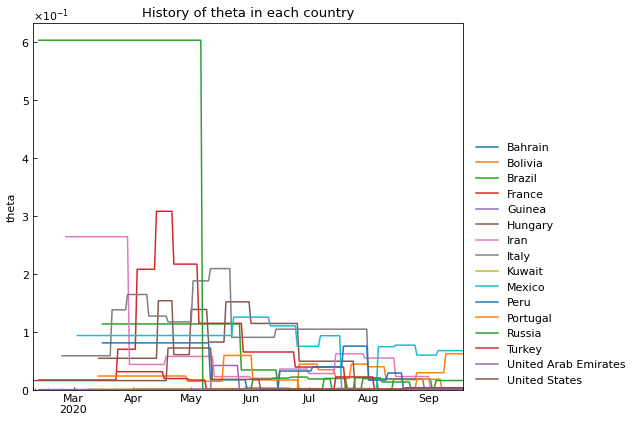 History of theta in each country
×10⁻¹
6
5
4
3
2
1
0
theta
Mar
2020
Apr
May
Jun
Jul
Aug
Sep
Bahrain
Bolivia
Brazil
France
Guinea
Hungary
Iran
Italy
Kuwait
Mexico
Peru
Portugal
Russia
Turkey
United Arab Emirates
United States